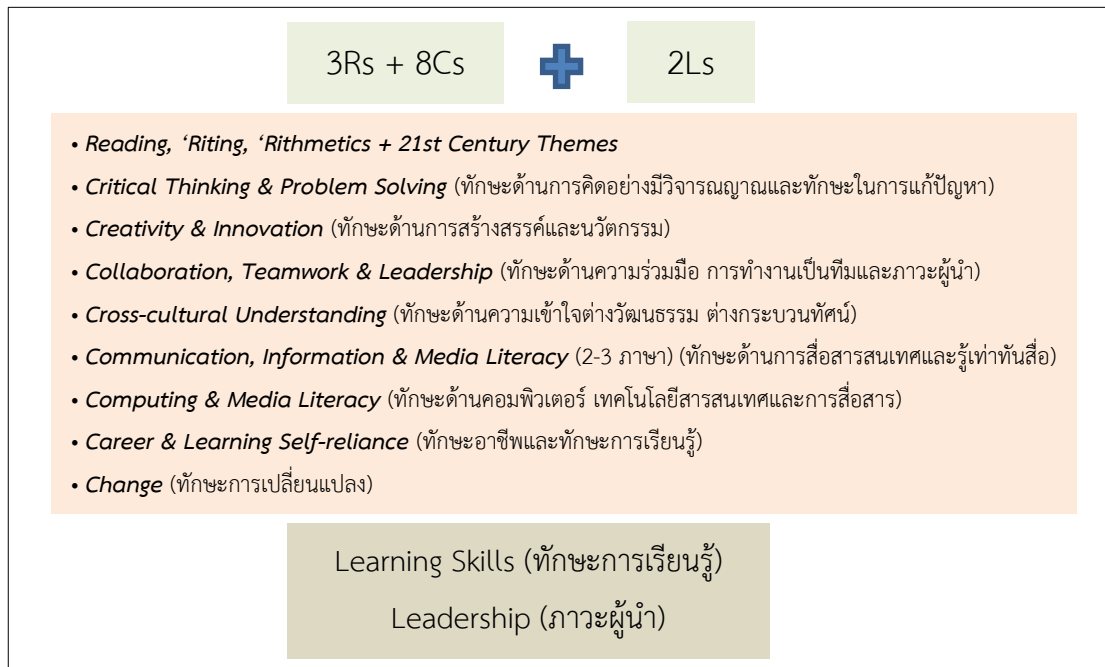 3Rs + 8Cs
2Ls
• Reading, ‘Riting, ‘Rithmetics + 21st Century Themes
• Critical Thinking & Problem Solving (ทักษะด้านการคิดอย่างมีวิจารณญาณและทักษะในการแก้ปัญหา)
• Creativity & Innovation (ทักษะด้านการสร้างสรรค์และนวัตกรรม)
• Collaboration, Teamwork & Leadership (ทักษะด้านความร่วมมือ การทำงานเป็นทีมและภาวะผู้นำ)
• Cross-cultural Understanding (ทักษะด้านความเข้าใจต่างวัฒนธรรม ต่างกระบวนทัศน์)
• Communication, Information & Media Literacy (2-3 ภาษา) (ทักษะด้านการสื่อสารสนเทศและรู้เท่าทันสื่อ)
• Computing & Media Literacy (ทักษะด้านคอมพิวเตอร์ เทคโนโลยีสารสนเทศและการสื่อสาร)
• Career & Learning Self-reliance (ทักษะอาชีพและทักษะการเรียนรู้)
• Change (ทักษะการเปลี่ยนแปลง)
Learning Skills (ทักษะการเรียนรู้)
Leadership (ภาวะผู้นำ)